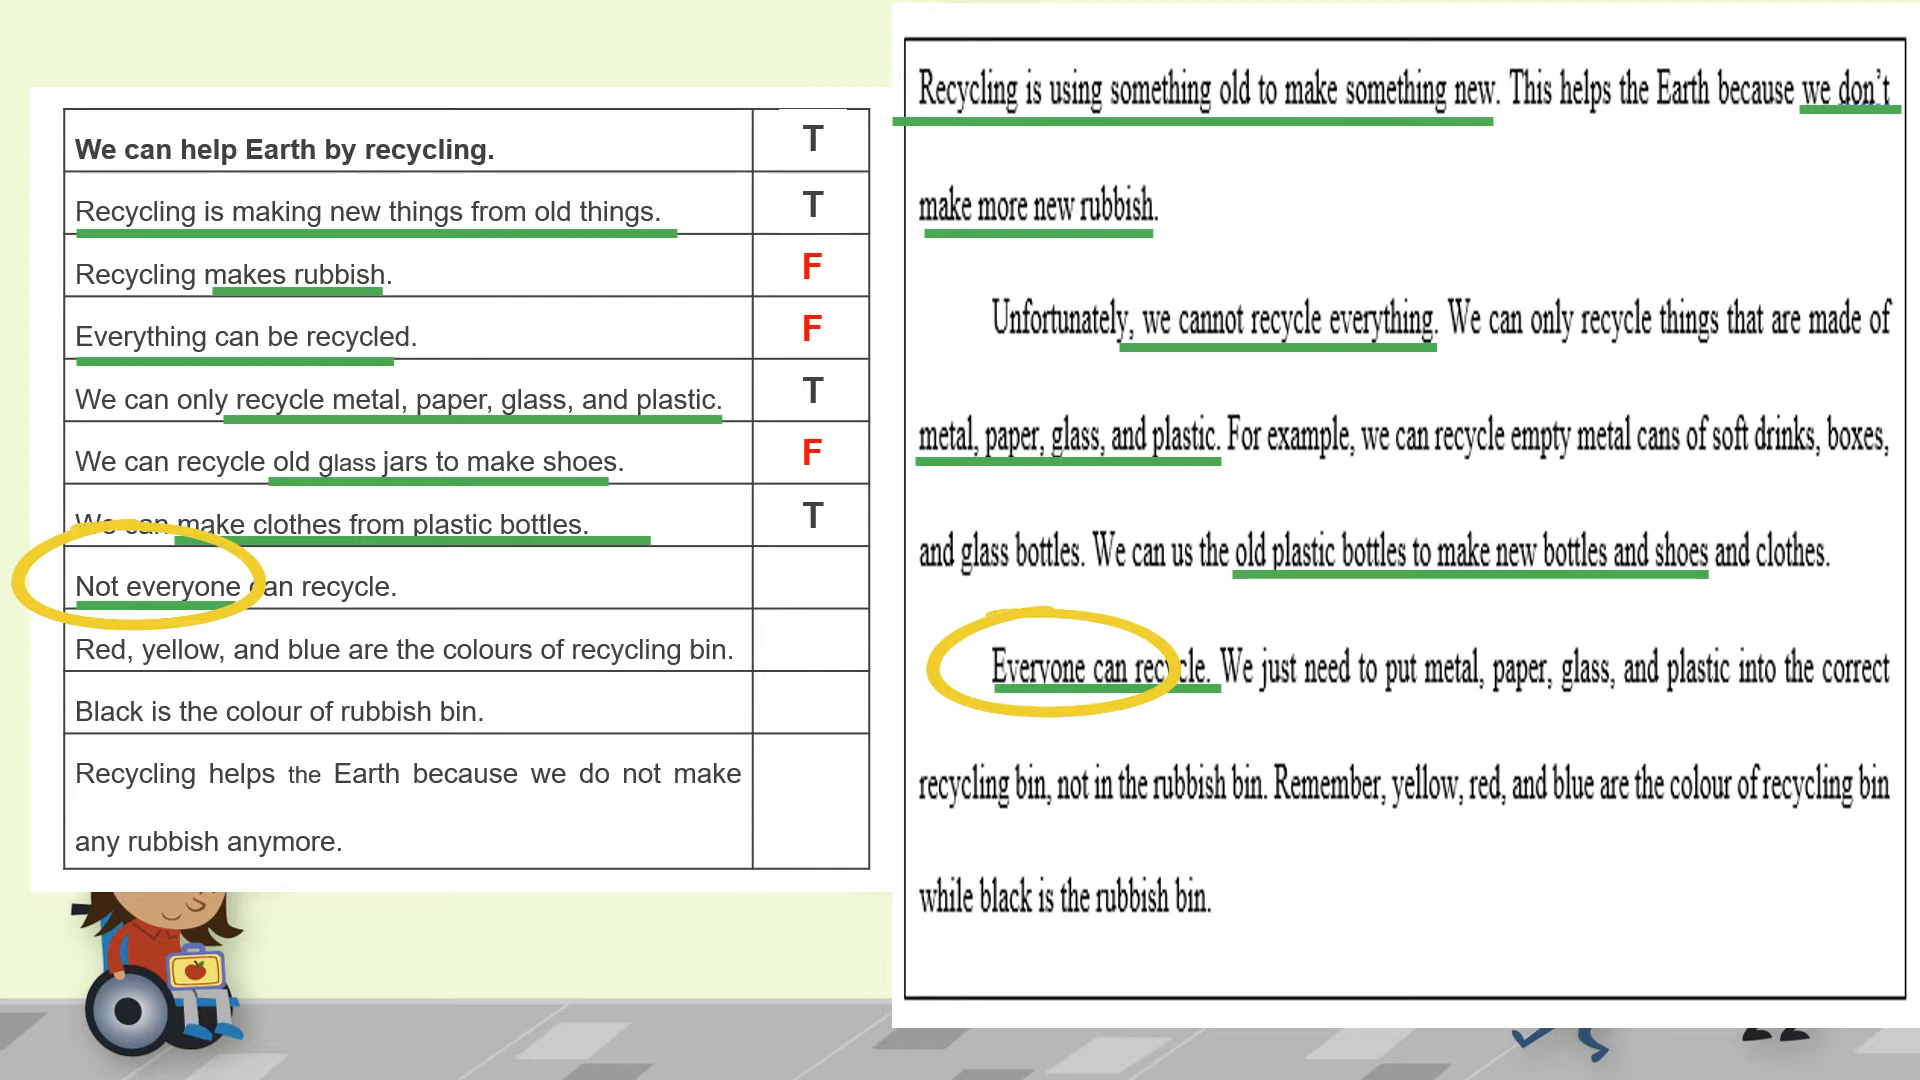 We can help Earth by recycling. T
Recycling is making new things from old things. T
Recycling makes rubbish. F
Everything can be recycled. F
We can only recycle metal, paper, glass, and plastic. T
We can recycle old glass jars to make shoes. F
We can make clothes from plastic bottles. T
Not everyone can recycle.
Red, yellow, and blue are the colours of recycling bin.
Black is the colour of rubbish bin.
Recycling helps the Earth because we do not make
any rubbish anymore.
Recycling is using something old to make something new. This helps the Earth because we don't
make more new rubbish.
Unfortunately, we cannot recycle everything. We can only recycle things that are made of
metal, paper, glass, and plastic. For example, we can recycle empty metal cans of soft drinks, boxes,
and glass bottles. We can us the old plastic bottles to make new bottles and shoes and clothes.
Everyone can recycle. We just need to put metal, paper, glass, and plastic into the correct
recycling bin, not in the rubbish bin. Remember, yellow, red, and blue are the colour of recycling bin
while black is the rubbish bin.